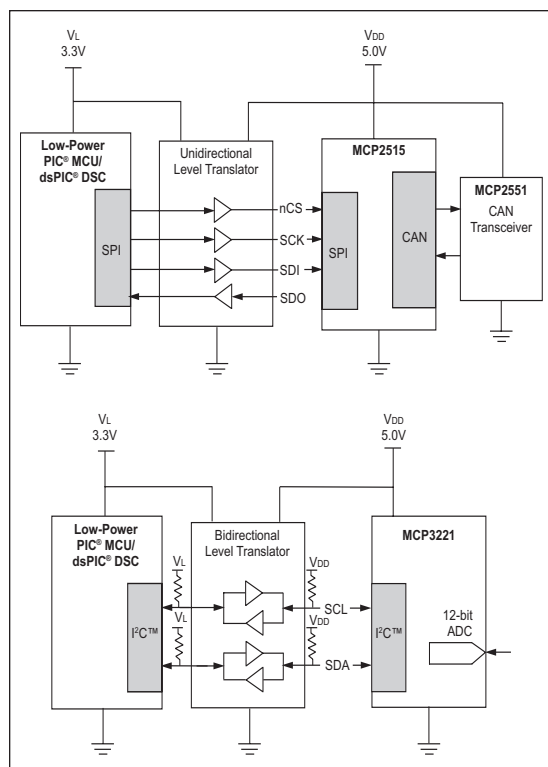 VL
3.3V
VDD
5.0V
Low-Power
PIC® MCU/
dsPIC® DSC
SPI
Unidirectional
Level Translator
nCS
SCK
SDI
SDO
MCP2515
SPI
CAN
MCP2551
CAN
Transceiver
VL
3.3V
VDD
5.0V
Low-Power
PIC® MCU/
dsPIC® DSC
I²C™
VL
VL
Bidirectional
Level Translator
VDD
VDD
SCL
SDA
MCP3221
I²C™
12-bit
ADC